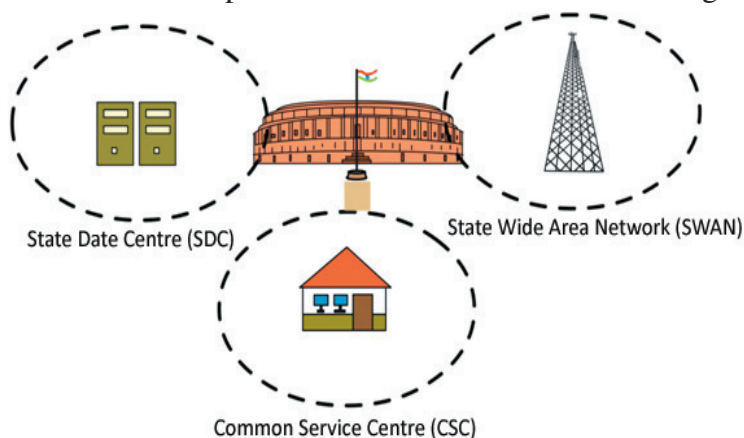 State Date Centre (SDC)
State Wide Area Network (SWAN)
Common Service Centre (CSC)